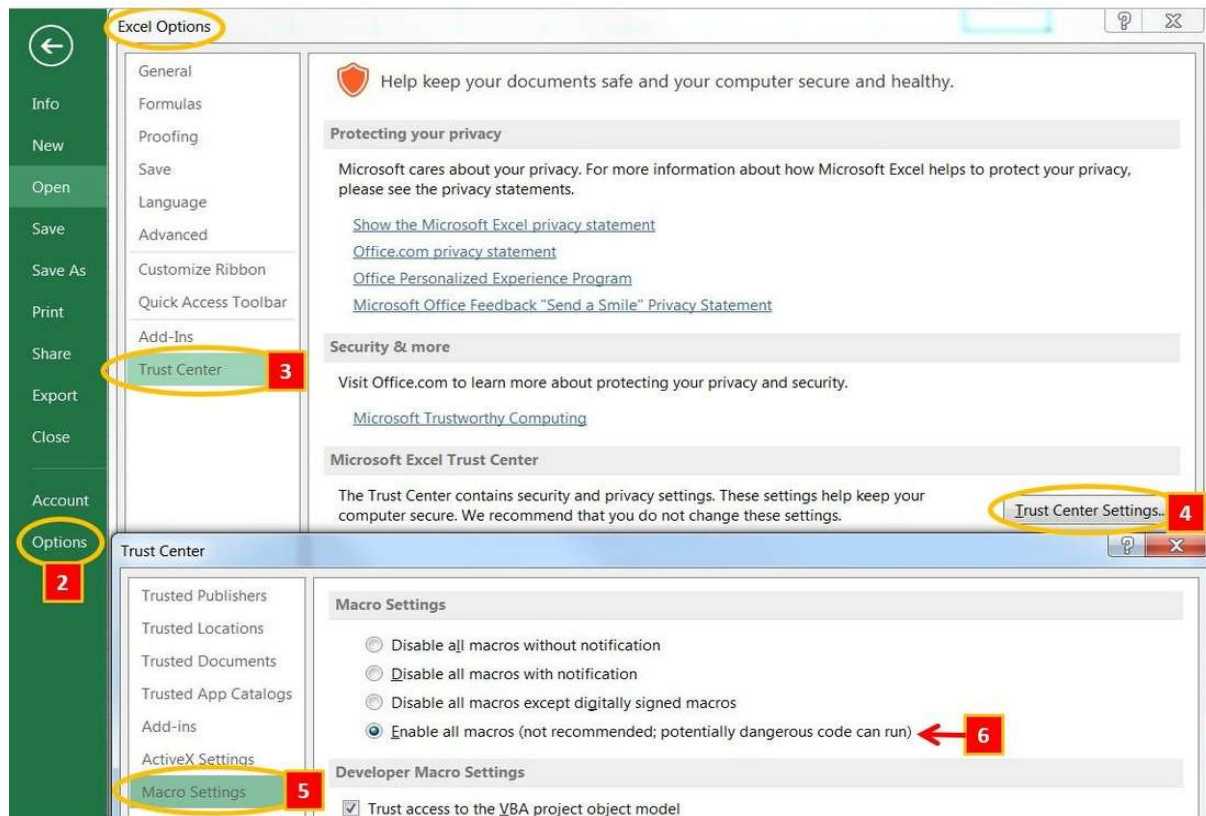 Excel Options
Info
New
Open
Save
Save As
Print
Share
Export
Close
Account
Options
2
General
Formulas
Proofing
Save
Language
Advanced
Customize Ribbon
Quick Access Toolbar
Add-Ins
Trust Center
3
Help keep your documents safe and your computer secure and healthy.
Protecting your privacy
Microsoft cares about your privacy. For more information about how Microsoft Excel helps to protect your privacy,
please see the privacy statements.
Show the Microsoft Excel privacy statement
Office.com privacy statement
Office Personalized Experience Program
Microsoft Office Feedback "Send a Smile" Privacy Statement
Security & more
Visit Office.com to learn more about protecting your privacy and security.
Microsoft Trustworthy Computing
Microsoft Excel Trust Center
The Trust Center contains security and privacy settings. These settings help keep your
computer secure. We recommend that you do not change these settings.
Trust Center Settings..
4
Trust Center
Trusted Publishers
Trusted Locations
Trusted Documents
Trusted App Catalogs
Add-ins
ActiveX Settings
Macro Settings
5
Macro Settings
Disable all macros without notification
Disable all macros with notification
Disable all macros except digitally signed macros
Enable all macros (not recommended; potentially dangerous code can run)
6
Developer Macro Settings
Trust access to the VBA project object model